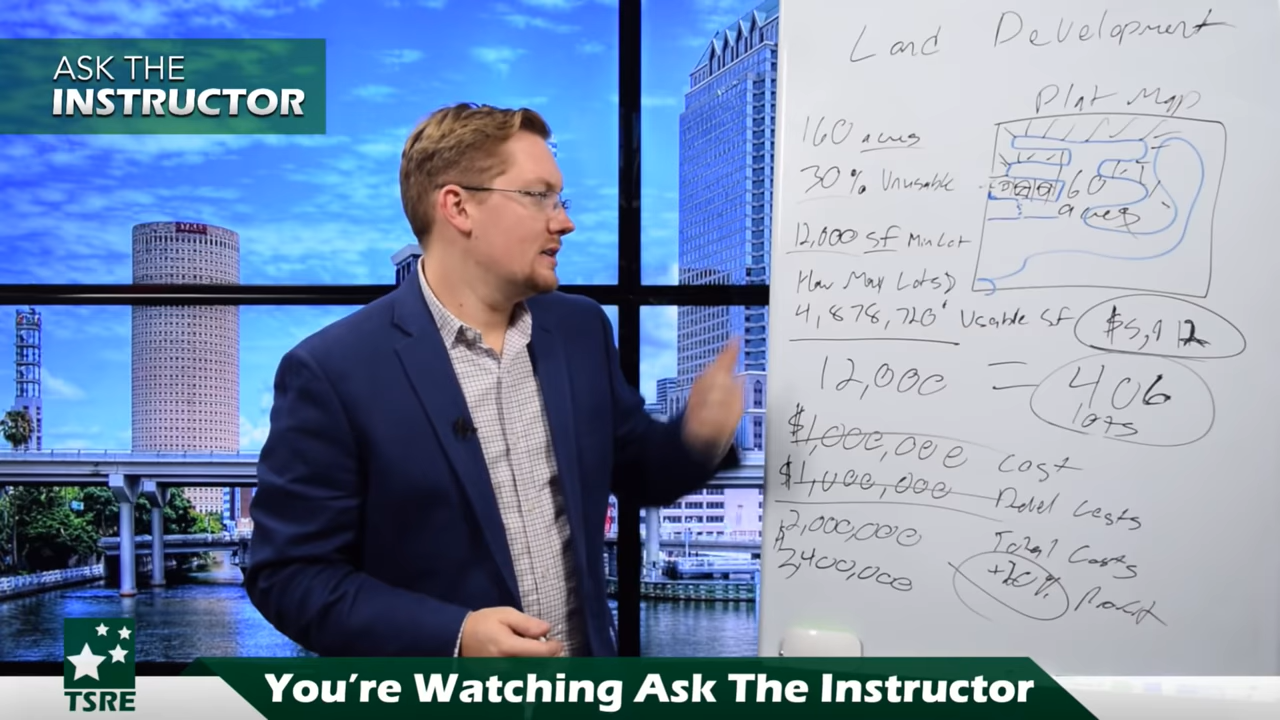 ASK THE
INSTRUCTOR
SYKES
Land Development
Plat Map
160 acres
30% Unusable
160
acres
12,000 SF Min Lot
How Many Lots?
4,878,720 Usable SF
$5,912
12,000 = 406
lots
$1,000,000 Cost
$1,000,000 Devel Costs
2,000,000 Total Costs
$2,400,000 +20% Profit
TSRE
You're Watching Ask The Instructor